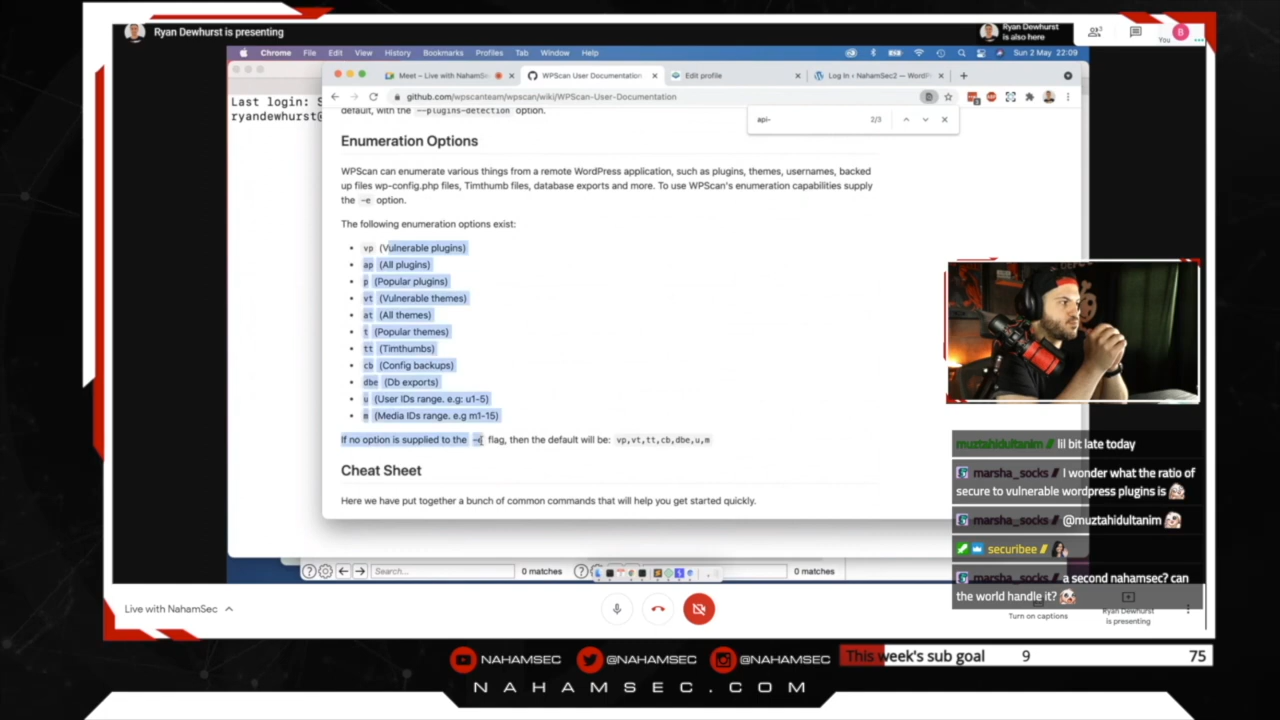 Ryan Dewhurst is presenting
Ryan Dewhurst
is also here
You
B
Chrome File Edit View History Bookmarks Profiles Tab Window Help
Sun 2 May 22:09
Meet – Live with NahamSec
WPScan User Documentation
Edit profile
Log In ‹ NahamSec2 — WordPr
github.com/wpscanteam/wpscan/wiki/WPScan-User-Documentation
Last login: S
ryandewhurst@
api-
2/3
default, with the --plugins-detection option.
Enumeration Options
WPScan can enumerate various things from a remote WordPress application, such as plugins, themes, usernames, backed
up files wp-config.php files, Timthumb files, database exports and more. To use WPScan's enumeration capabilities supply
the -e option.
The following enumeration options exist:
• vp (Vulnerable plugins)
• ap (All plugins)
• p (Popular plugins)
• vt (Vulnerable themes)
• at (All themes)
• t (Popular themes)
• tt (Timthumbs)
• cb (Config backups)
• dbe (Db exports)
• u (User IDs range. e.g: u1-5)
• m (Media IDs range. e.g m1-15)
If no option is supplied to the -e flag, then the default will be: vp,vt,tt,cb,dbe,u,m
Cheat Sheet
Here we have put together a bunch of common commands that will help you get started quickly.
Search...
0 matches
0 matches
muztahidultanim // lil bit late today
marsha_socks // I wonder what the ratio of
secure to vulnerable wordpress plugins is
marsha_socks // @muztahidultanim
securibee //
marsha_socks // a second nahamsec? can
the world handle it?
Live with NahamSec
Turn on captions
Ryan Dewhurst
is presenting
NAHAMSEC
@NAHAMSEC
@NAHAMSEC
This week's sub goal 9 75
NAHAMSEC.COM